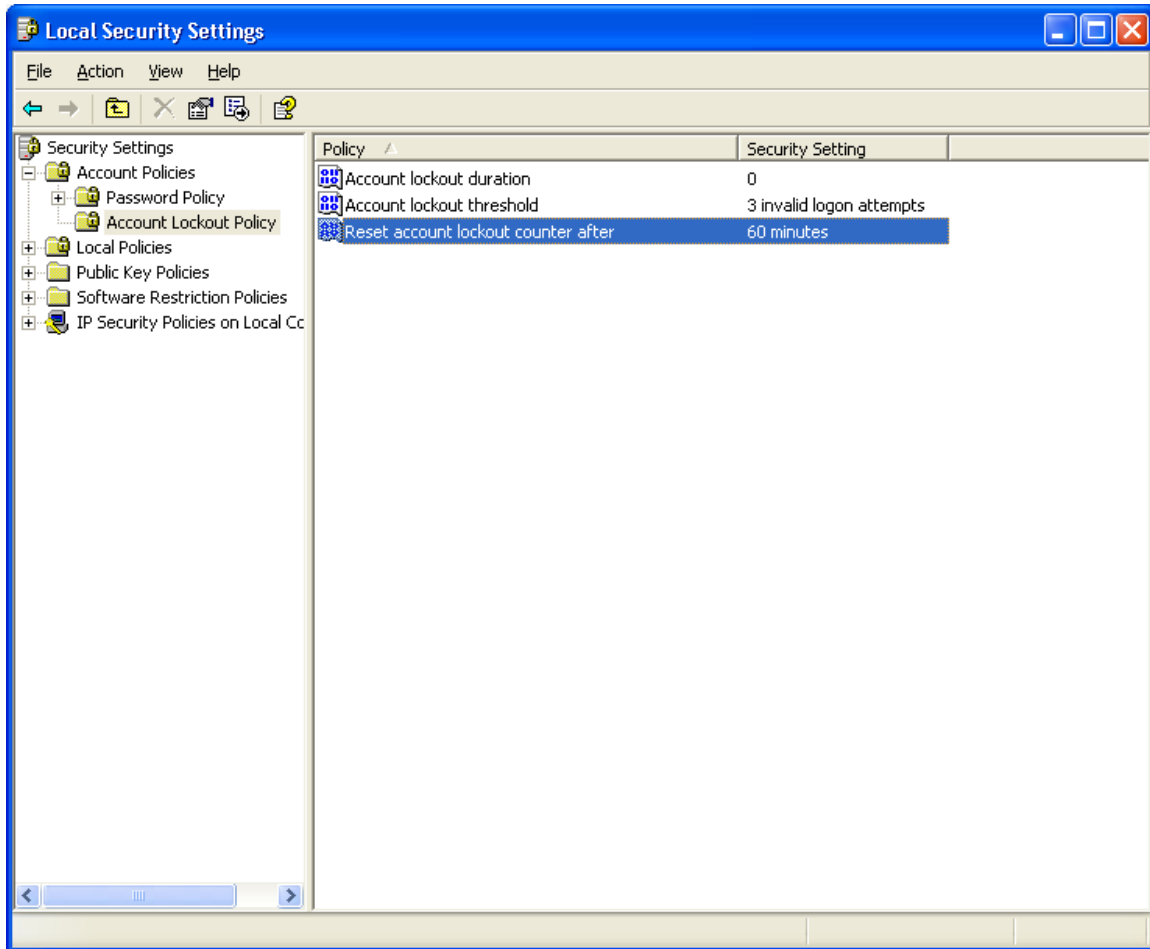 Local Security Settings
File Action View Help
Security Settings
Account Policies
Password Policy
Account Lockout Policy
Local Policies
Public Key Policies
Software Restriction Policies
IP Security Policies on Local Cc
Policy Security Setting
Account lockout duration 0
Account lockout threshold 3 invalid logon attempts
Reset account lockout counter after 60 minutes